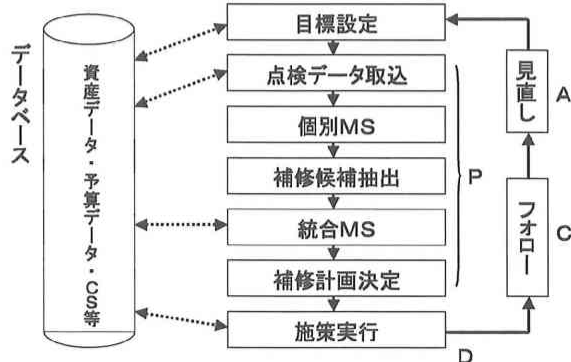 データベース
資産データ・予算データ・CS等
目標設定
点検データ取込
個別MS
補修候補抽出
統合MS
補修計画決定
施策実行
P
見直し
A
フォロー
C
D